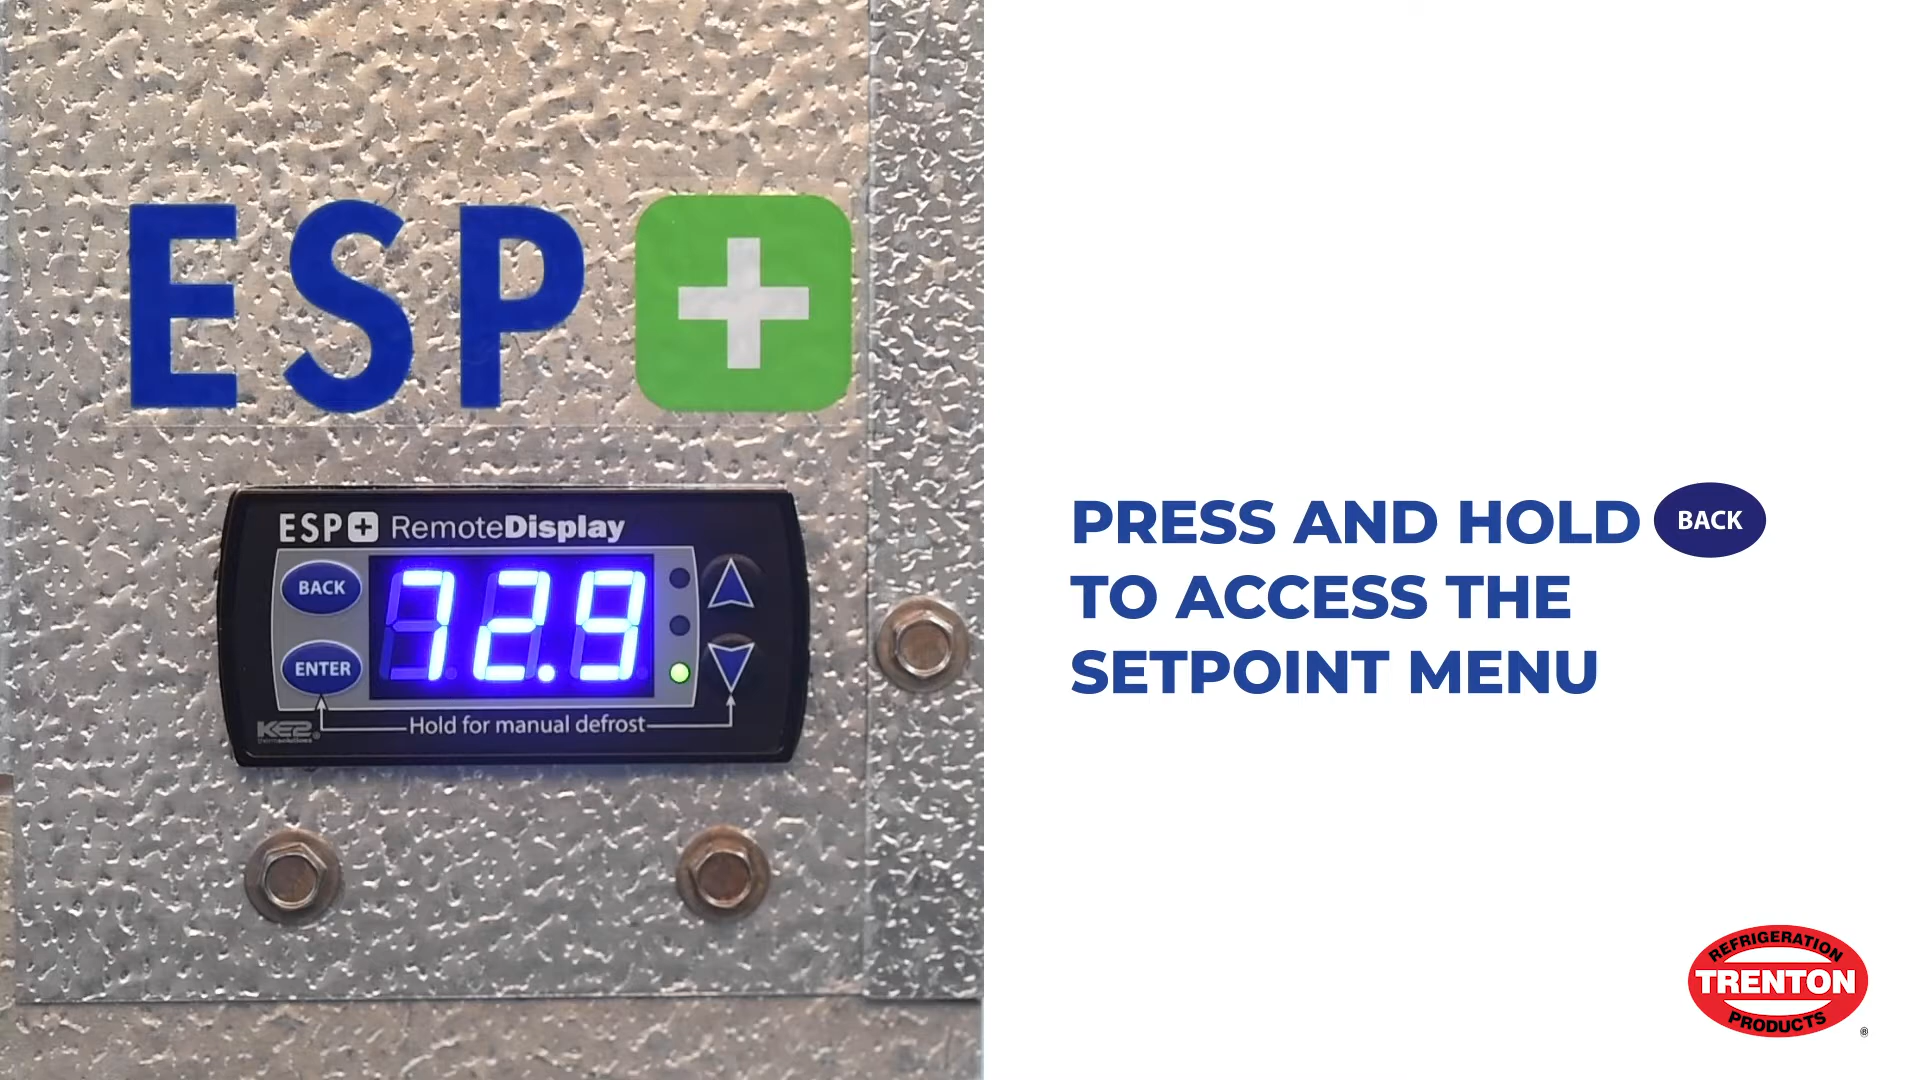 ESP+
ESP+ RemoteDisplay
BACK
72.9
ENTER
Hold for manual defrost
KE2
PRESS AND HOLD BACK
TO ACCESS THE
SETPOINT MENU
REFRIGERATION
TRENTON
PRODUCTS
®